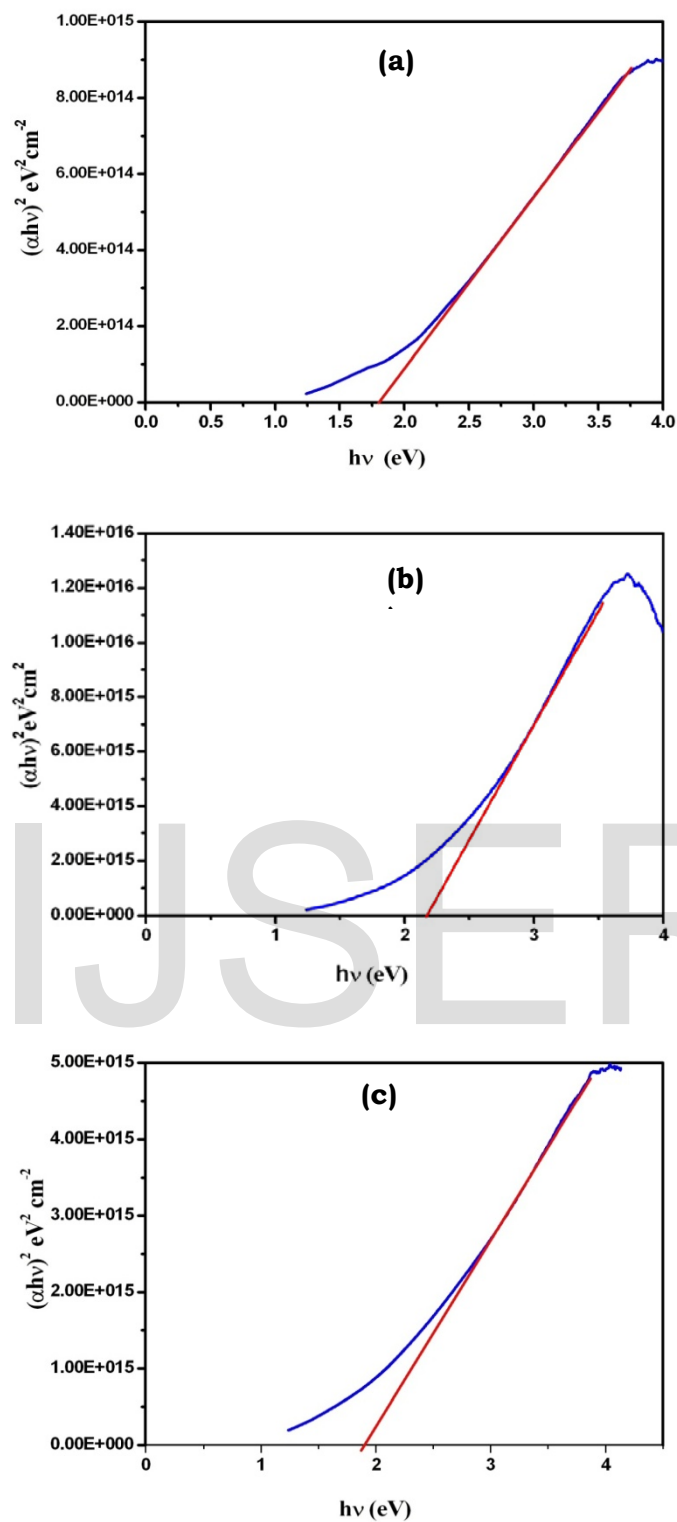 (a)
1.00E+015
8.00E+014
6.00E+014
4.00E+014
2.00E+014
0.00E+000
(αhν)² eV²cm⁻²
0.0 0.5 1.0 1.5 2.0 2.5 3.0 3.5 4.0
hν (eV)
(b)
1.40E+016
1.20E+016
1.00E+016
8.00E+015
6.00E+015
4.00E+015
2.00E+015
0.00E+000
(αhν)²eV²cm²
0 1 2 3 4
hν (eV)
IJSER
(c)
5.00E+015
4.00E+015
3.00E+015
2.00E+015
1.00E+015
0.00E+000
(αhν)² eV² cm⁻²
0 1 2 3 4
hν (eV)